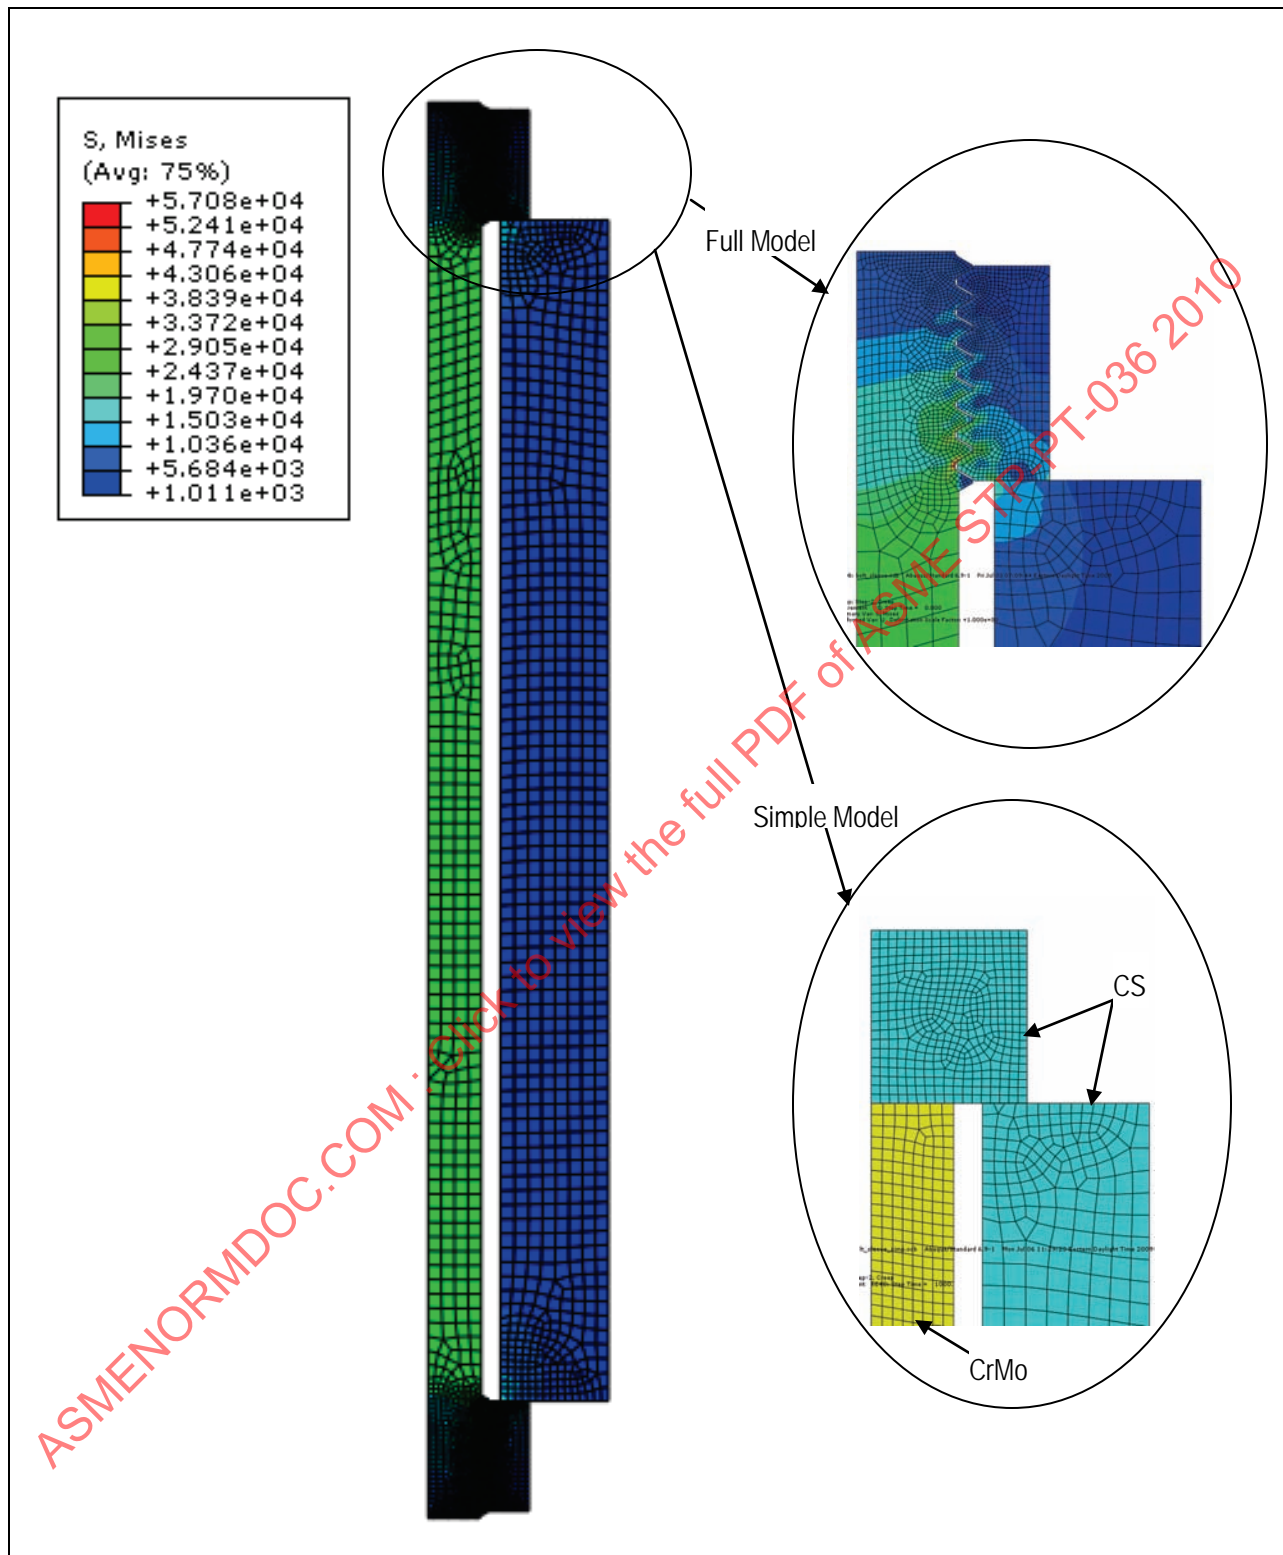 S, Mises
(Avg: 75%)
+5.708e+04
+5.241e+04
+4.774e+04
+4.306e+04
+3.839e+04
+3.372e+04
+2.905e+04
+2.437e+04
+1.970e+04
+1.503e+04
+1.036e+04
+5.684e+03
+1.011e+03
Full Model
Simple Model
CS
CrMo
ASMENORMDOC.COM : Click to view the full PDF of ASME STP-PT-036 2010